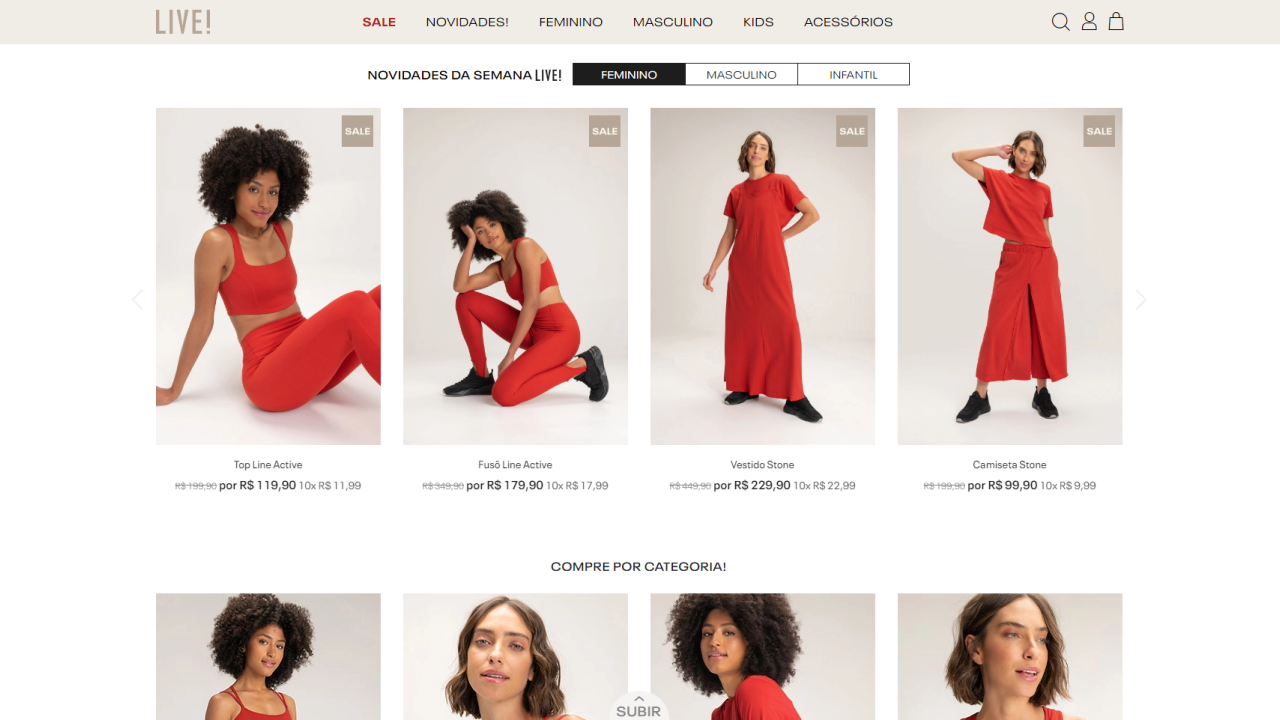 LIVE!
SALE NOVIDADES! FEMININO MASCULINO KIDS ACESSÓRIOS
NOVIDADES DA SEMANA LIVE! FEMININO MASCULINO INFANTIL
SALE SALE SALE SALE
Top Line Active
R$ 199,90 por R$ 119,90 10x R$ 11,99
Fusô Line Active
R$ 349,90 por R$ 179,90 10x R$ 17,99
Vestido Stone
R$ 449,90 por R$ 229,90 10x R$ 22,99
Camiseta Stone
R$ 199,90 por R$ 99,90 10x R$ 9,99
COMPRE POR CATEGORIA!
SUBIR